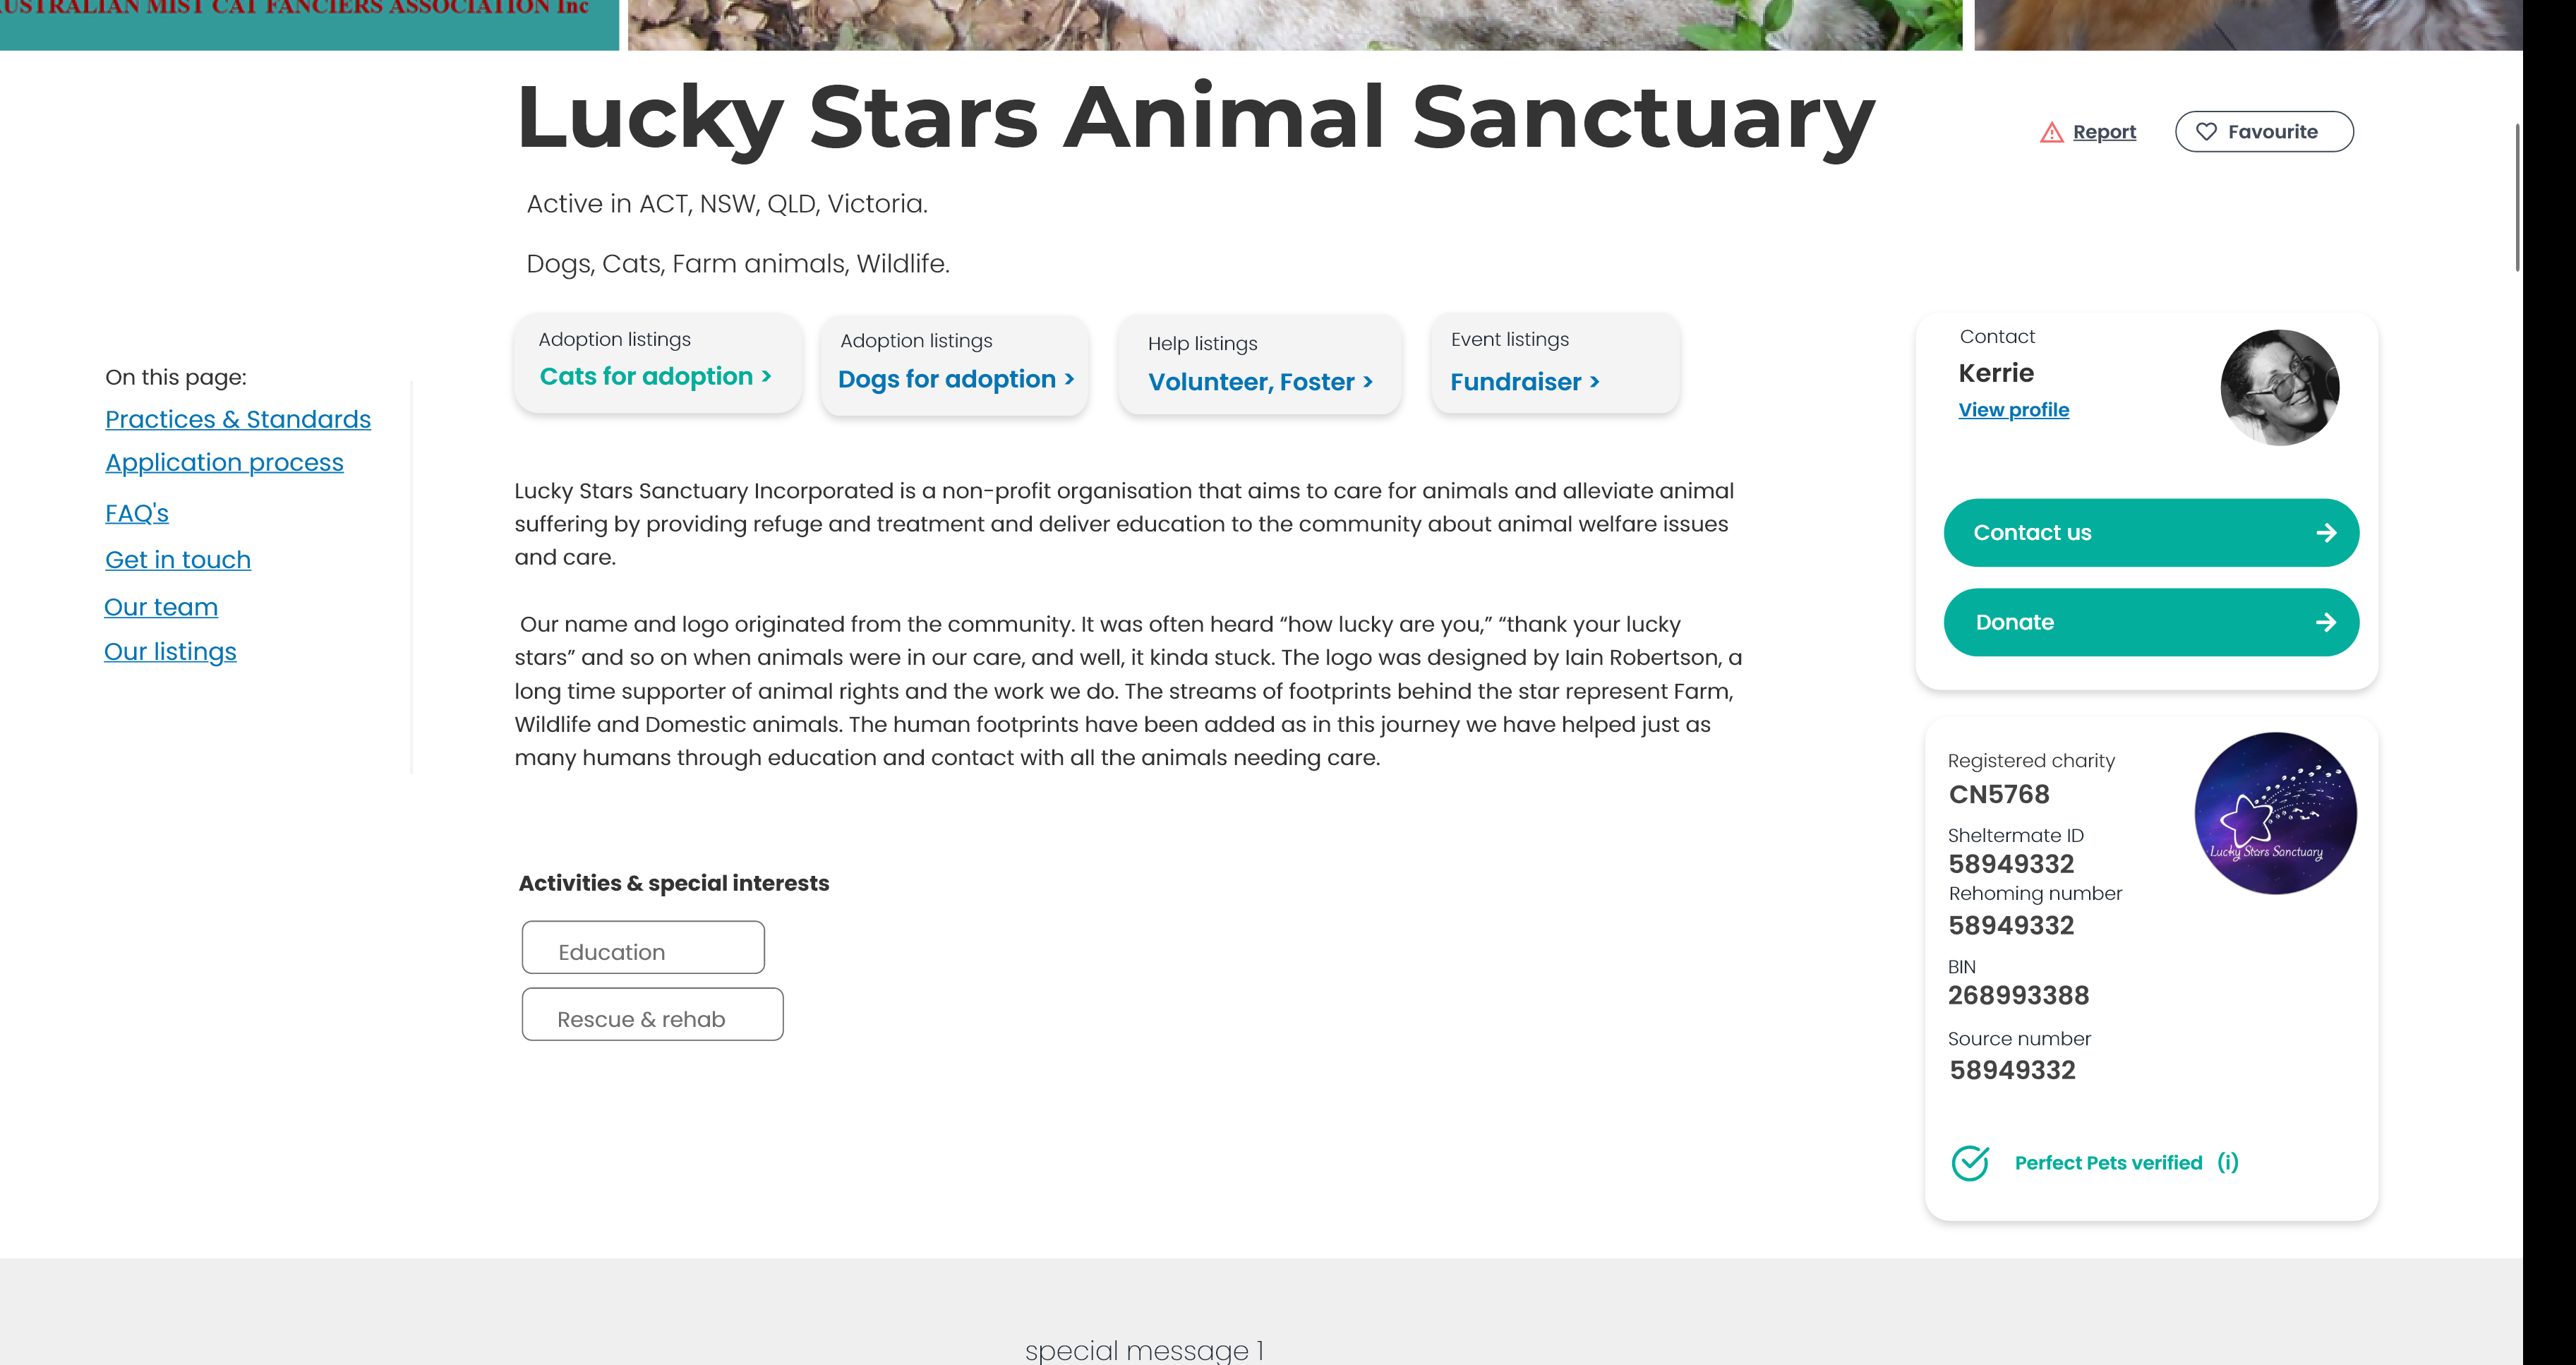 AUSTRALIAN MIST CAT FANCIERS ASSOCIATION Inc
Lucky Stars Animal Sanctuary
Report
Favourite
Active in ACT, NSW, QLD, Victoria.
Dogs, Cats, Farm animals, Wildlife.
On this page:
Practices & Standards
Application process
FAQ's
Get in touch
Our team
Our listings
Adoption listings
Cats for adoption >
Adoption listings
Dogs for adoption >
Help listings
Volunteer, Foster >
Event listings
Fundraiser >
Lucky Stars Sanctuary Incorporated is a non-profit organisation that aims to care for animals and alleviate animal
suffering by providing refuge and treatment and deliver education to the community about animal welfare issues
and care.
Our name and logo originated from the community. It was often heard “how lucky are you,” “thank your lucky
stars” and so on when animals were in our care, and well, it kinda stuck. The logo was designed by Iain Robertson, a
long time supporter of animal rights and the work we do. The streams of footprints behind the star represent Farm,
Wildlife and Domestic animals. The human footprints have been added as in this journey we have helped just as
many humans through education and contact with all the animals needing care.
Activities & special interests
Education
Rescue & rehab
Contact
Kerrie
View profile
Contact us
Donate
Registered charity
CN5768
Sheltermate ID
58949332
Rehoming number
58949332
BIN
268993388
Source number
58949332
Lucky Stars Sanctuary
Perfect Pets verified (i)
special message 1